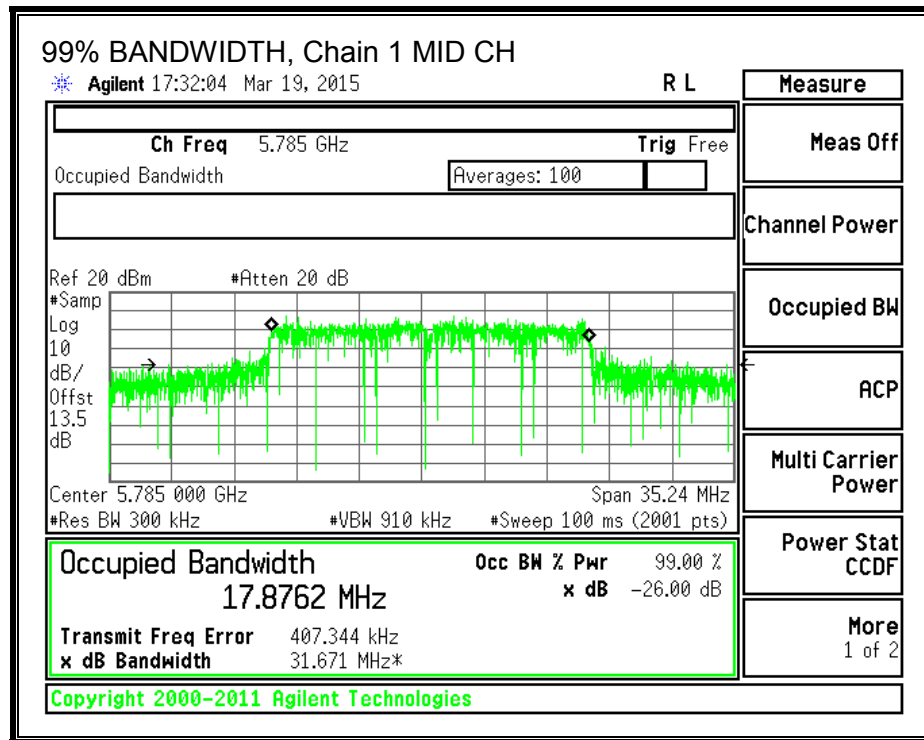 99% BANDWIDTH, Chain 1 MID CH
Agilent 17:32:04 Mar 19, 2015 R L
Measure
Ch Freq 5.785 GHz Trig Free
Meas Off
Occupied Bandwidth Averages: 100
Channel Power
Ref 20 dBm #Atten 20 dB
#Samp
Log
10
dB/
Offst
13.5
dB
Occupied BW
ACP
Multi Carrier
Power
Center 5.785 000 GHz Span 35.24 MHz
#Res BW 300 kHz #VBW 910 kHz #Sweep 100 ms (2001 pts)
Power Stat
CCDF
Occupied Bandwidth Occ BW % Pwr 99.00 %
17.8762 MHz x dB -26.00 dB
Transmit Freq Error 407.344 kHz
x dB Bandwidth 31.671 MHz*
More
1 of 2
Copyright 2000-2011 Agilent Technologies